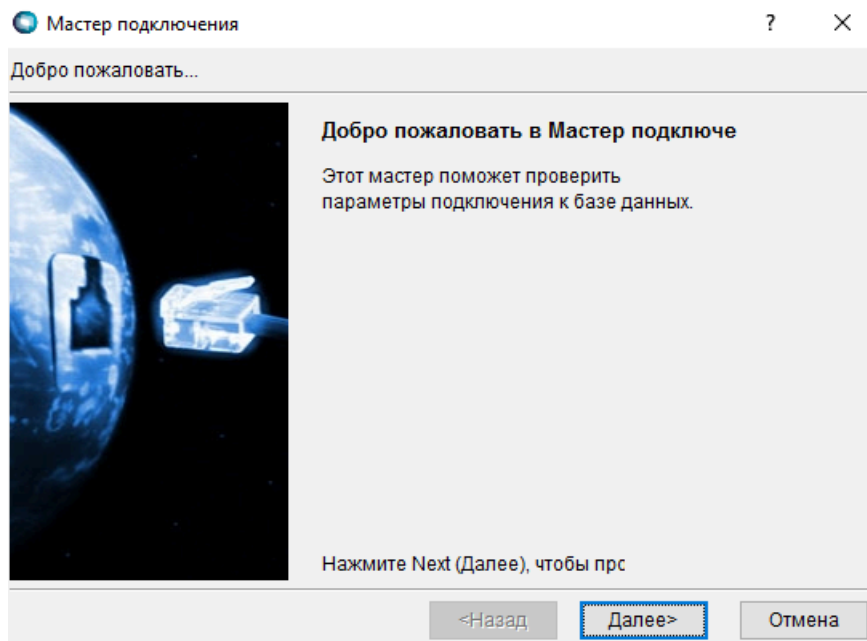 Мастер подключения
?
Добро пожаловать...
Добро пожаловать в Мастер подключе
Этот мастер поможет проверить
параметры подключения к базе данных.
Нажмите Next (Далее), чтобы прс
<Назад
Далее>
Отмена